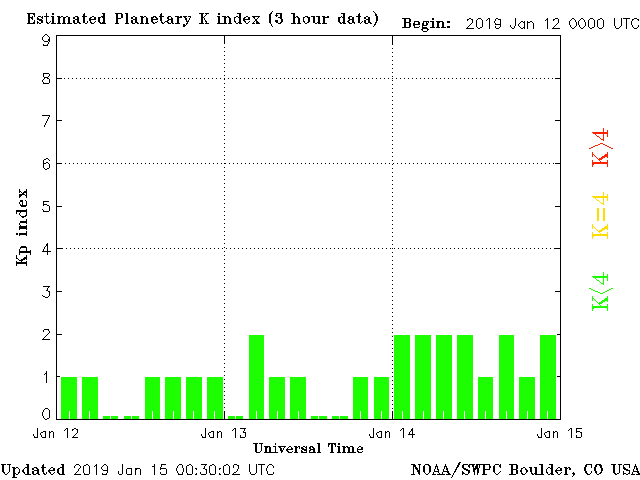 Estimated Planetary K index (3 hour data) Begin: 2019 Jan 12 0000 UTC
9
8
7
6
5
4
3
2
1
0
Kp index
K>4
K=4
K<4
Jan 12 Jan 13 Jan 14 Jan 15
Universal Time
Updated 2019 Jan 15 00:30:02 UTC NOAA/SWPC Boulder, CO USA